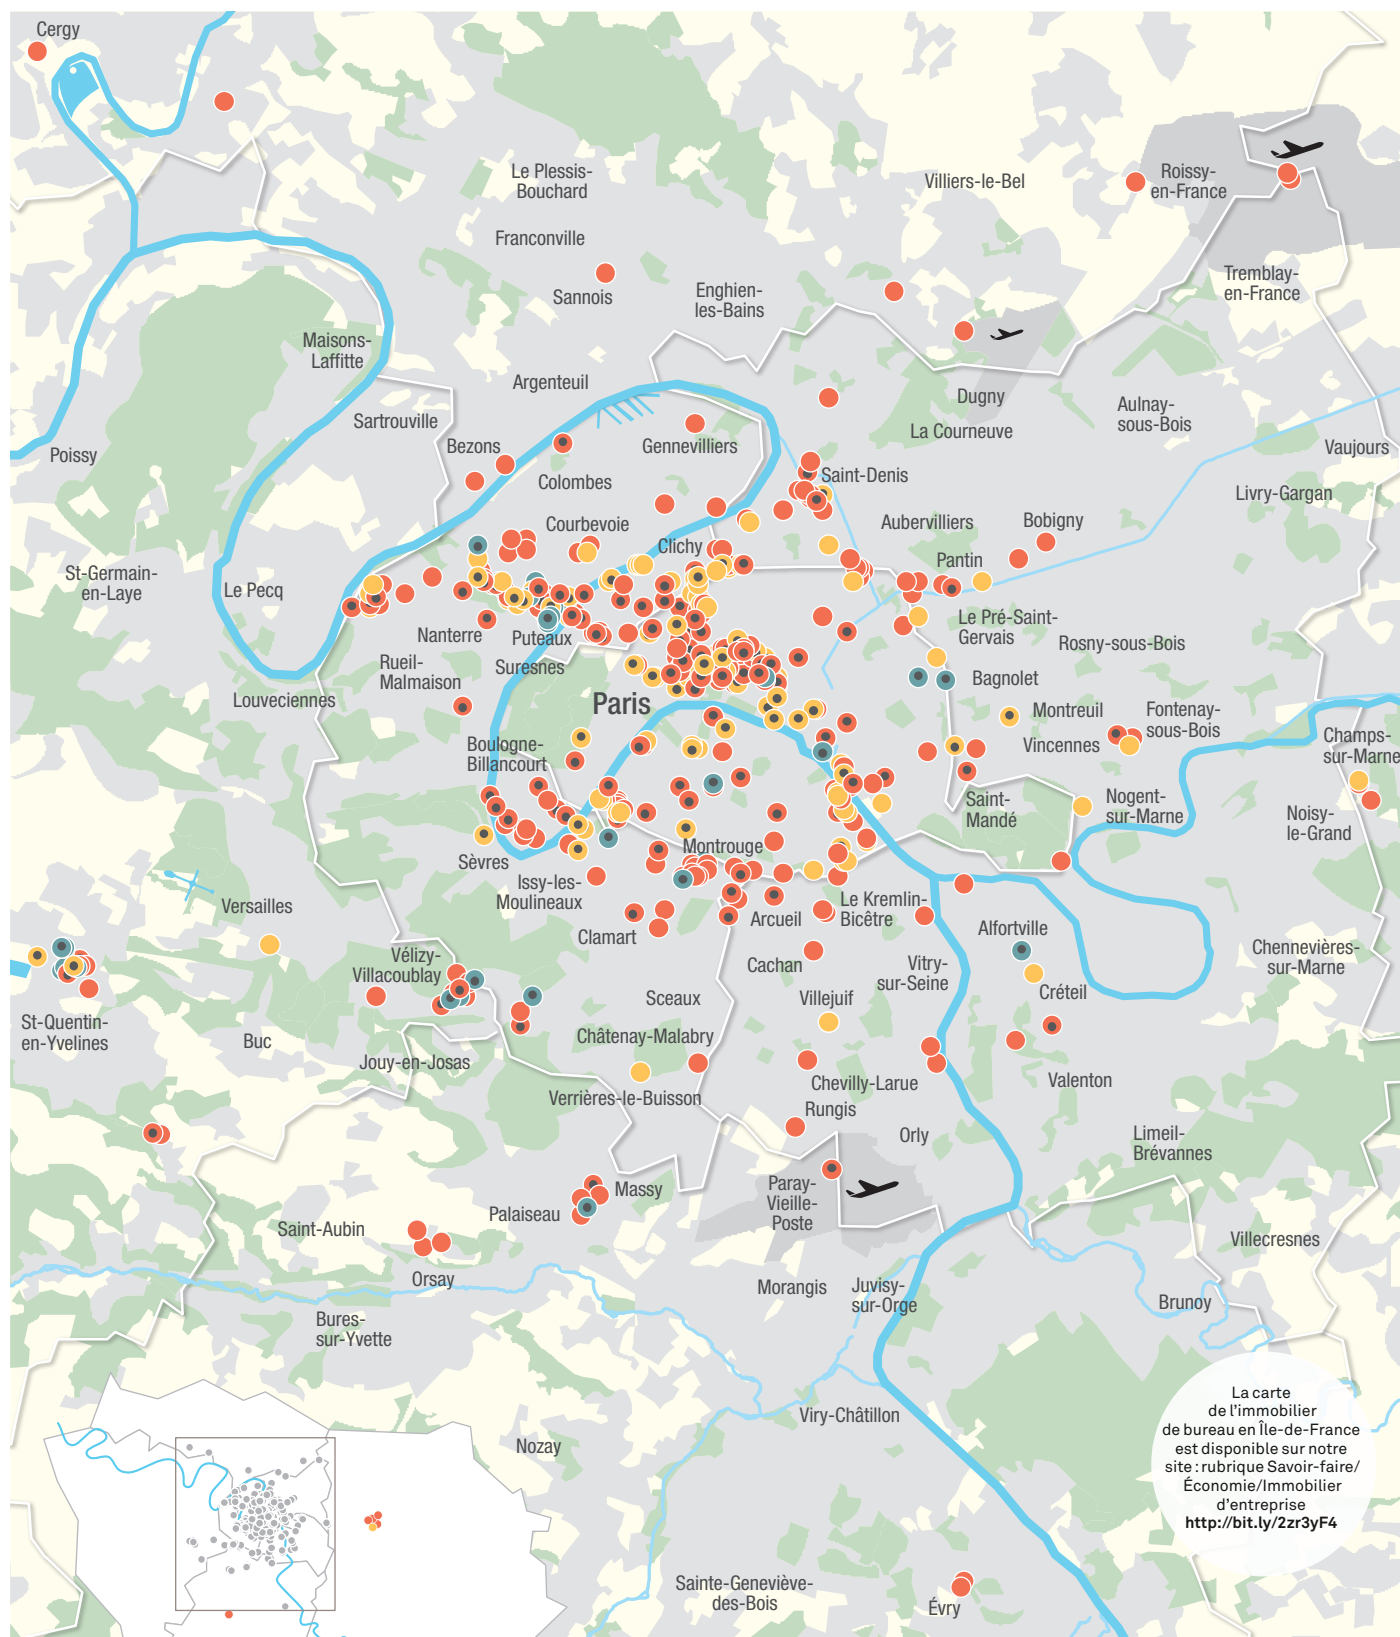 Cergy
Le Plessis-
Bouchard
Villiers-le-Bel
Roissy-
en-France
Franconville
Sannois
Enghien-
les-Bains
Tremblay-
en-France
Maisons-
Laffitte
Argenteuil
Dugny
La Courneuve
Aulnay-
sous-Bois
Sartrouville
Bezons
Gennevilliers
Vaujours
Poissy
Colombes
Saint-Denis
Livry-Gargan
Courbevoie
Aubervilliers
Bobigny
Clichy
Pantin
St-Germain-
en-Laye
Le Pecq
Nanterre
Puteaux
Le Pré-Saint-
Gervais
Rosny-sous-Bois
Rueil-
Malmaison
Suresnes
Bagnolet
Louveciennes
Paris
Montreuil
Fontenay-
sous-Bois
Vincennes
Champs-
sur-Marne
Boulogne-
Billancourt
Saint-
Mandé
Nogent-
sur-Marne
Noisy-
le-Grand
Sèvres
Montrouge
Issy-les-
Moulineaux
Versailles
Arcueil
Le Kremlin-
Bicêtre
Clamart
Alfortville
Vélizy-
Villacoublay
Cachan
Vitry-
sur-Seine
Chennevières-
sur-Marne
Sceaux
Villejuif
Créteil
St-Quentin-
en-Yvelines
Buc
Châtenay-Malabry
Jouy-en-Josas
Chevilly-Larue
Valenton
Verrières-le-Buisson
Rungis
Orly
Limeil-
Brévannes
Massy
Paray-
Vieille-
Poste
Palaiseau
Saint-Aubin
Villecresnes
Orsay
Morangis
Juvisy-
sur-Orge
Brunoy
Bures-
sur-Yvette
Viry-Châtillon
Nozay
La carte
de l’immobilier
de bureau en Île-de-France
est disponible sur notre
site : rubrique Savoir-faire/
Économie/Immobilier
d’entreprise
http://bit.ly/2zr3yF4
Sainte-Geneviève-
des-Bois
Évry